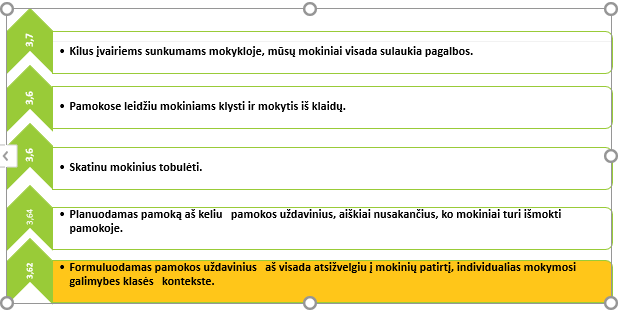 3,7
• Kilus įvairiems sunkumams mokykloje, mūsų mokiniai visada sulaukia pagalbos.
3,6
• Pamokose leidžiu mokiniams klysti ir mokytis iš klaidų.
3,6
• Skatinu mokinius tobulėti.
3,64
• Planuodamas pamoką aš keliu pamokos uždavinius, aiškiai nusakančius, ko mokiniai turi išmokti
pamokoje.
3,62
• Formuluodamas pamokos uždavinius aš visada atsižvelgiu į mokinių patirtį, individualias mokymosi
galimybes klasės kontekste.